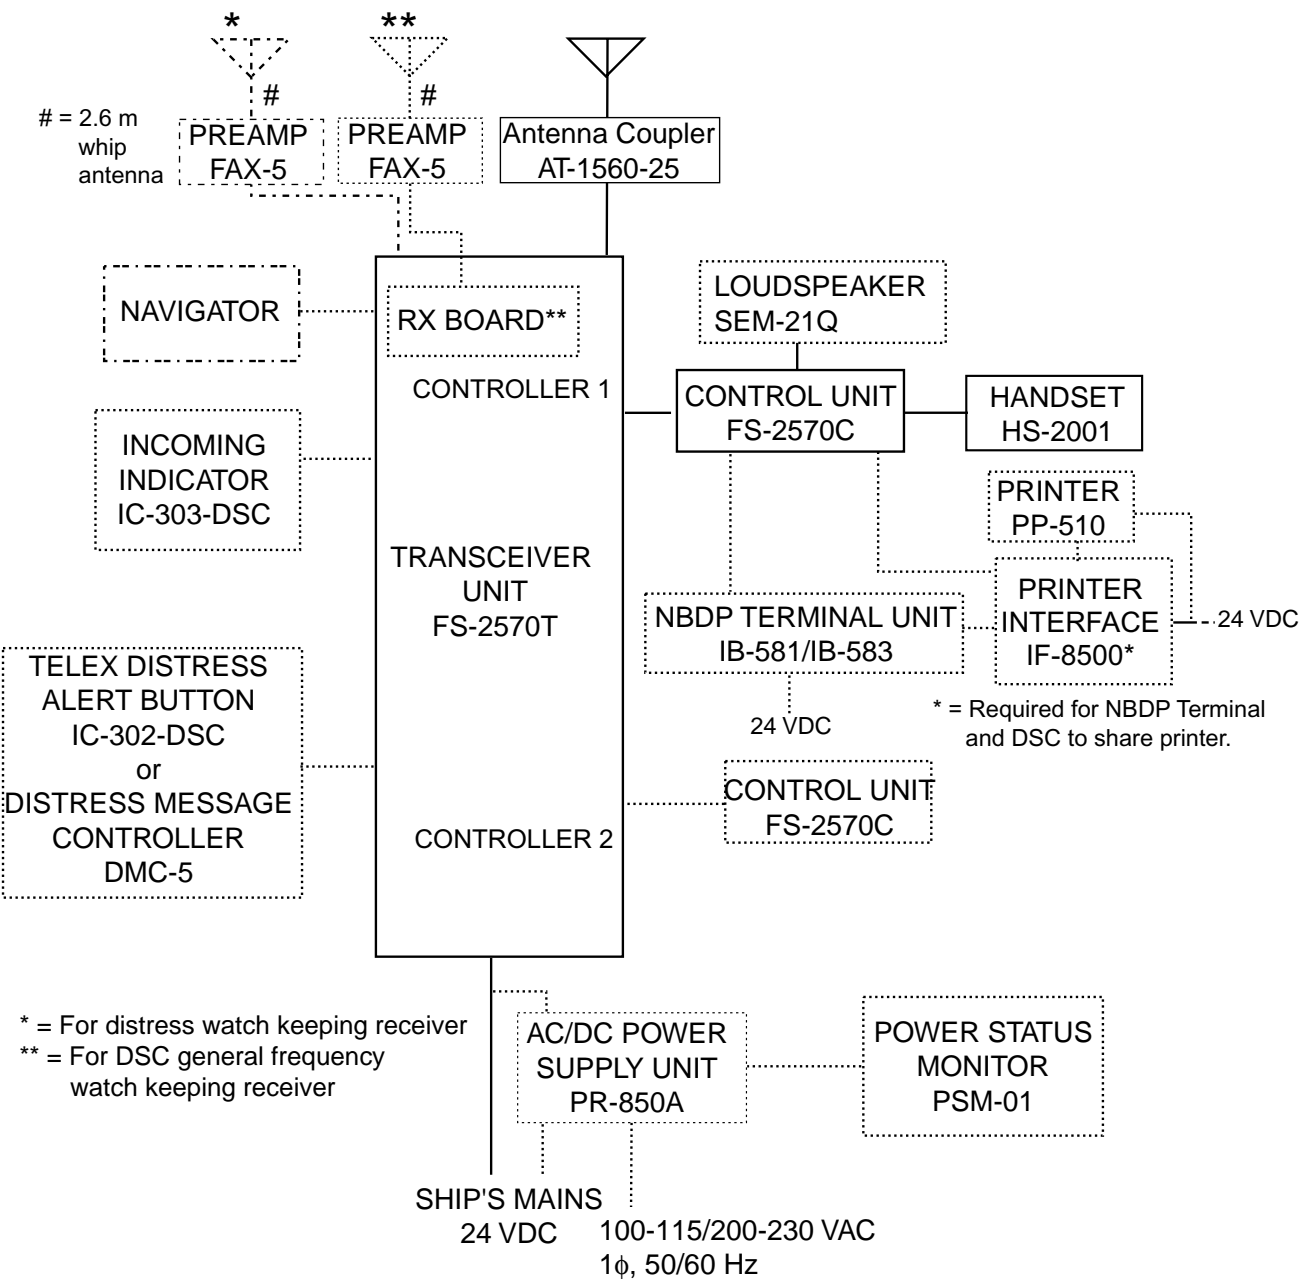 *
**
#
#
# = 2.6 m
whip
antenna
PREAMP
FAX-5
PREAMP
FAX-5
Antenna Coupler
AT-1560-25
NAVIGATOR
RX BOARD**
LOUDSPEAKER
SEM-21Q
CONTROLLER 1
CONTROL UNIT
FS-2570C
HANDSET
HS-2001
INCOMING
INDICATOR
IC-303-DSC
PRINTER
PP-510
TRANSCEIVER
UNIT
FS-2570T
NBDP TERMINAL UNIT
IB-581/IB-583
PRINTER
INTERFACE
IF-8500*
24 VDC
24 VDC
* = Required for NBDP Terminal
and DSC to share printer.
TELEX DISTRESS
ALERT BUTTON
IC-302-DSC
or
DISTRESS MESSAGE
CONTROLLER
DMC-5
CONTROL UNIT
FS-2570C
CONTROLLER 2
* = For distress watch keeping receiver
** = For DSC general frequency
watch keeping receiver
AC/DC POWER
SUPPLY UNIT
PR-850A
POWER STATUS
MONITOR
PSM-01
SHIP'S MAINS
24 VDC
100-115/200-230 VAC
1ϕ, 50/60 Hz